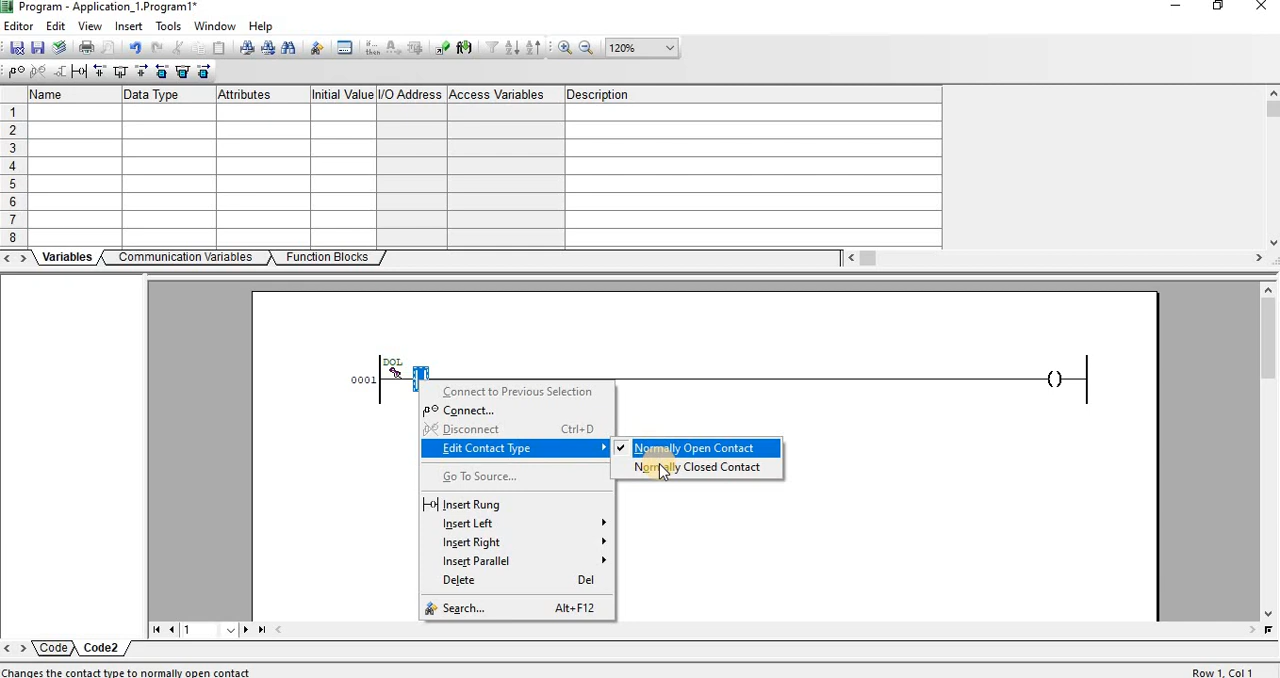 Program - Application_1.Program1*
Editor Edit View Insert Tools Window Help
120%
Name Data Type Attributes Initial Value I/O Address Access Variables Description
1
2
3
4
5
6
7
8
Variables Communication Variables Function Blocks
DOL
0001
Connect to Previous Selection
Connect...
Disconnect Ctrl+D
Edit Contact Type
Normally Open Contact
Normally Closed Contact
Go To Source...
Insert Rung
Insert Left
Insert Right
Insert Parallel
Delete Del
Search... Alt+F12
1
Code Code2
Changes the contact type to normally open contact Row 1, Col 1